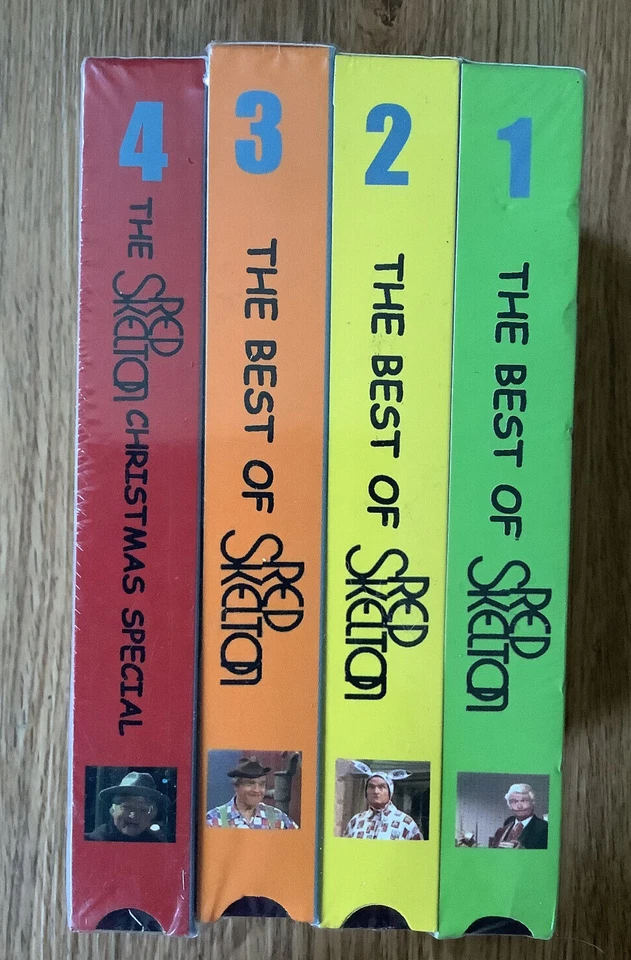 4
THE RED SKELTON CHRISTMAS SPECIAL
3
THE BEST OF RED SKELTON
2
THE BEST OF RED SKELTON
1
THE BEST OF RED SKELTON